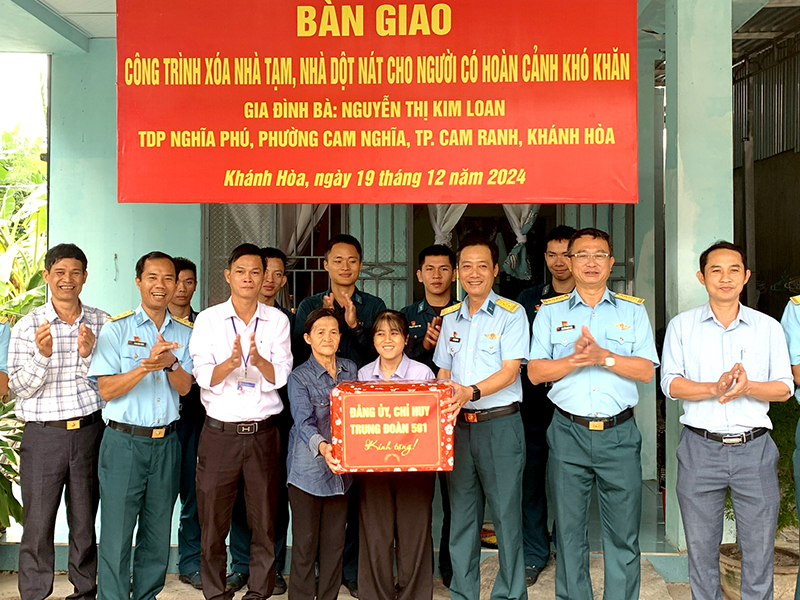 BÀN GIAO
CÔNG TRÌNH XÓA NHÀ TẠM, NHÀ DỘT NÁT CHO NGƯỜI CÓ HOÀN CẢNH KHÓ KHĂN
GIA ĐÌNH BÀ: NGUYỄN THỊ KIM LOAN
TDP NGHĨA PHÚ, PHƯỜNG CAM NGHĨA, TP. CAM RANH, KHÁNH HÒA
Khánh Hòa, ngày 19 tháng 12 năm 2024
ĐẢNG ỦY, CHỈ HUY
TRUNG ĐOÀN 561
Kính tặng!